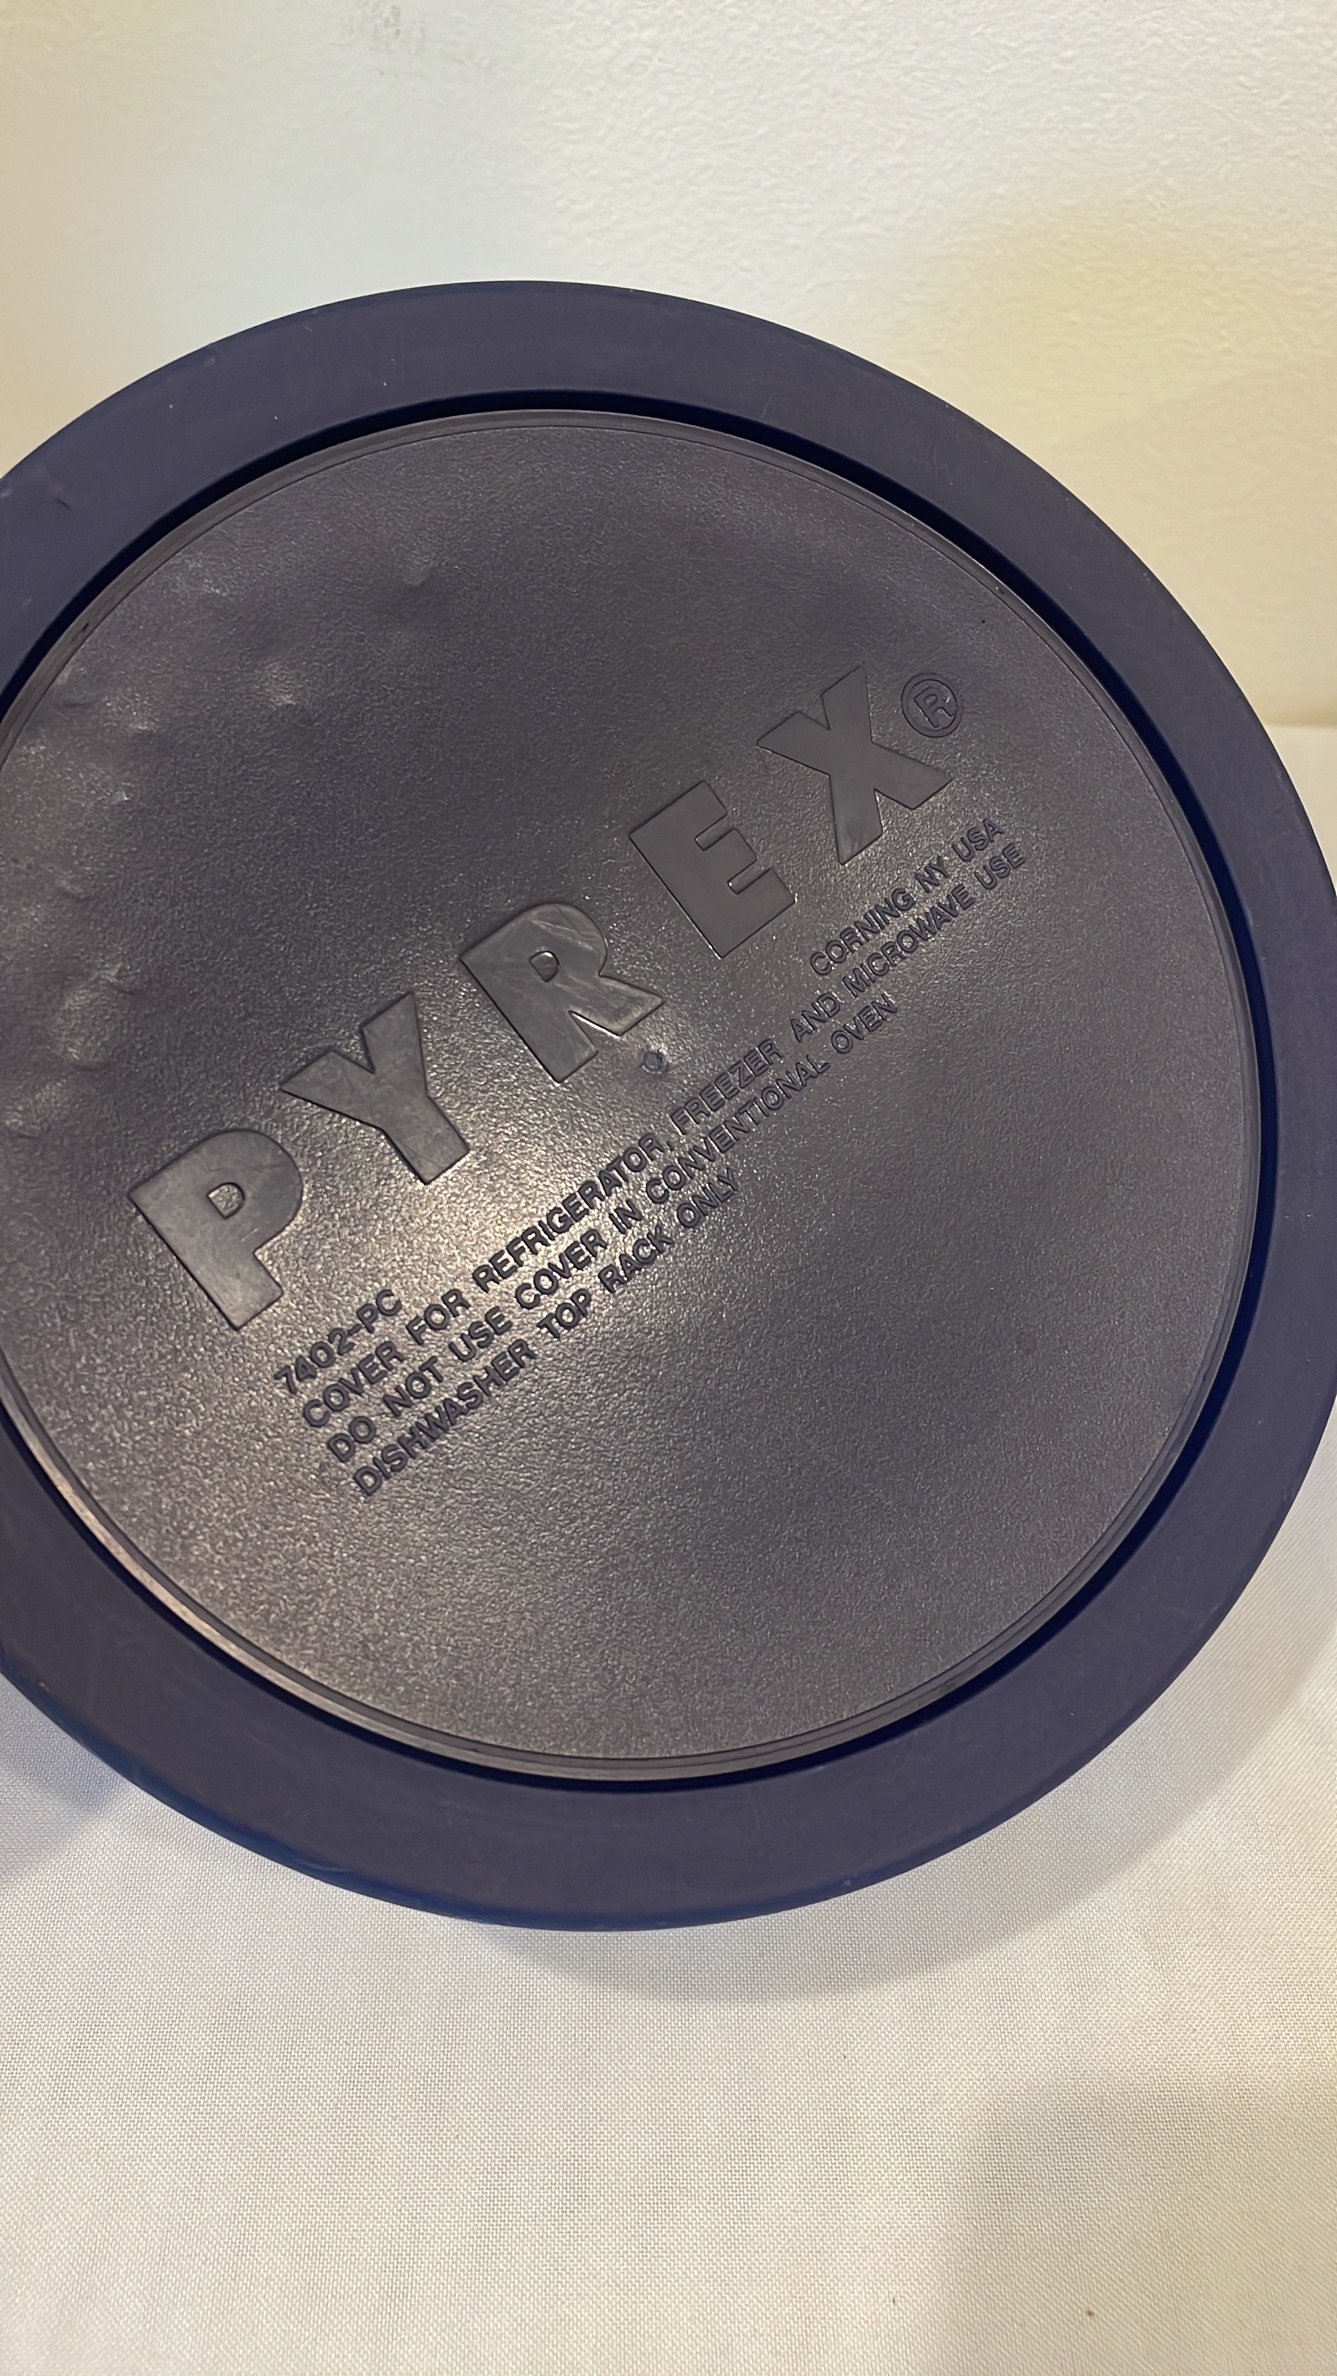 PYREX®
7402-PC CORNING NY USA
COVER FOR REFRIGERATOR, FREEZER AND MICROWAVE USE
DO NOT USE COVER IN CONVENTIONAL OVEN
DISHWASHER TOP RACK ONLY